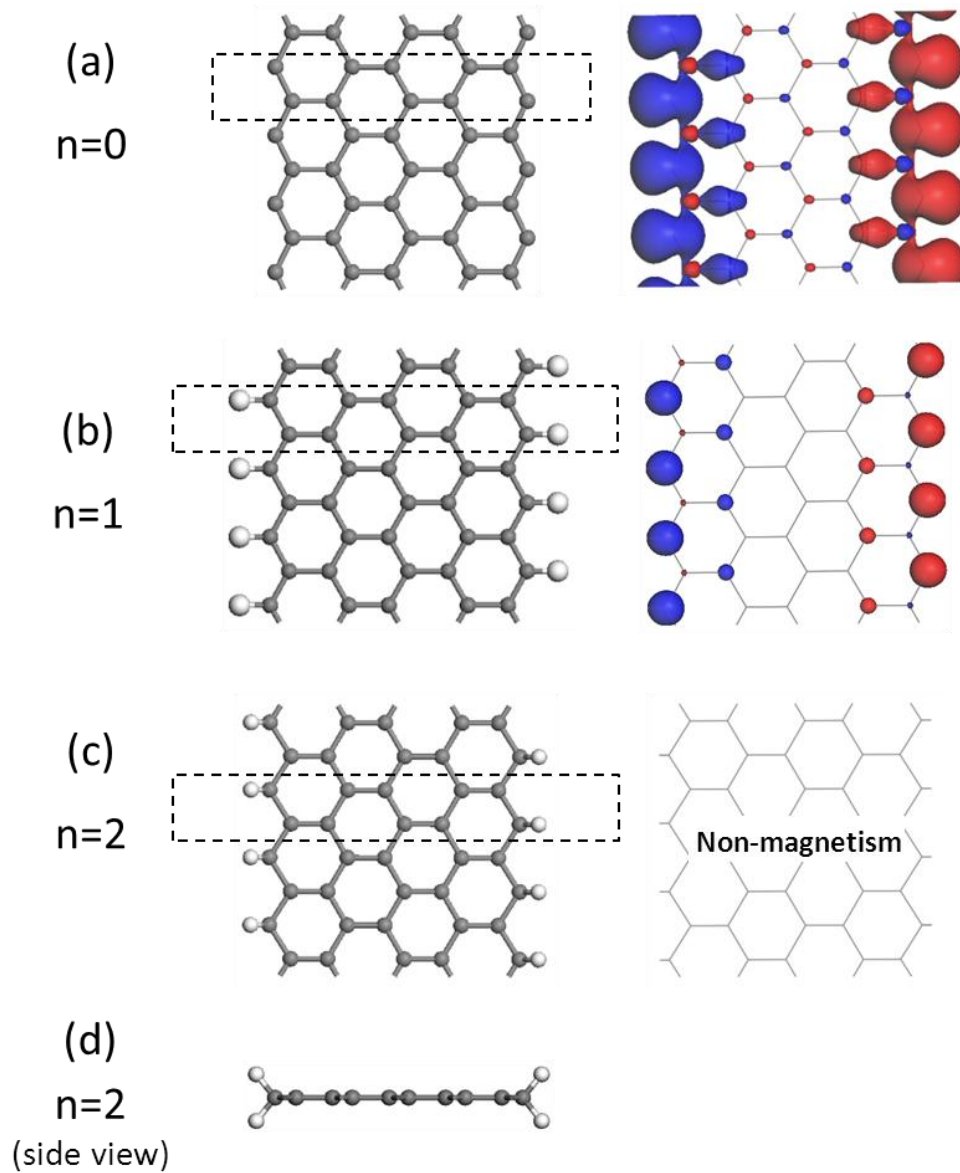 (a)
n=0
(b)
n=1
(c)
n=2
Non-magnetism
(d)
n=2
(side view)